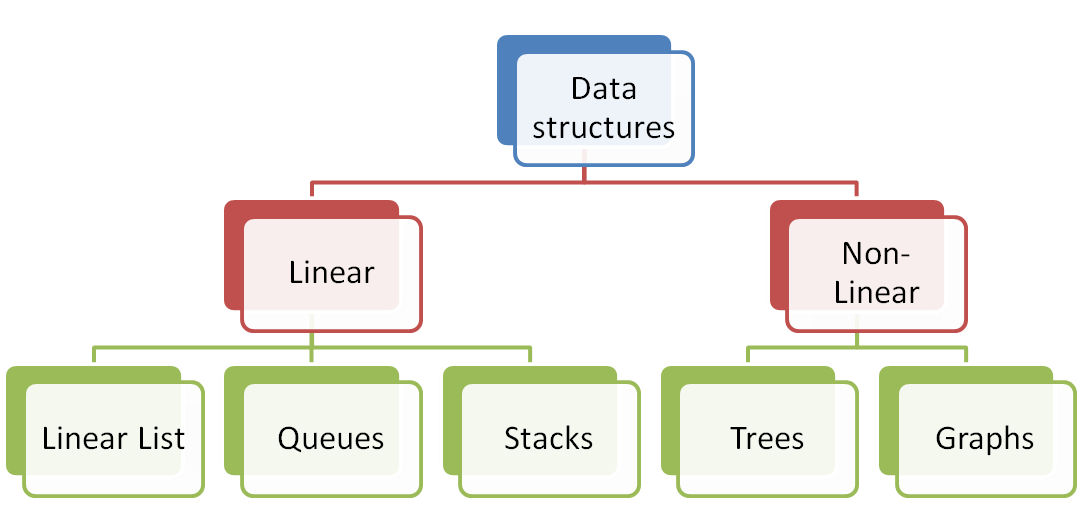 Data
structures
Linear
Non-
Linear
Linear List
Queues
Stacks
Trees
Graphs